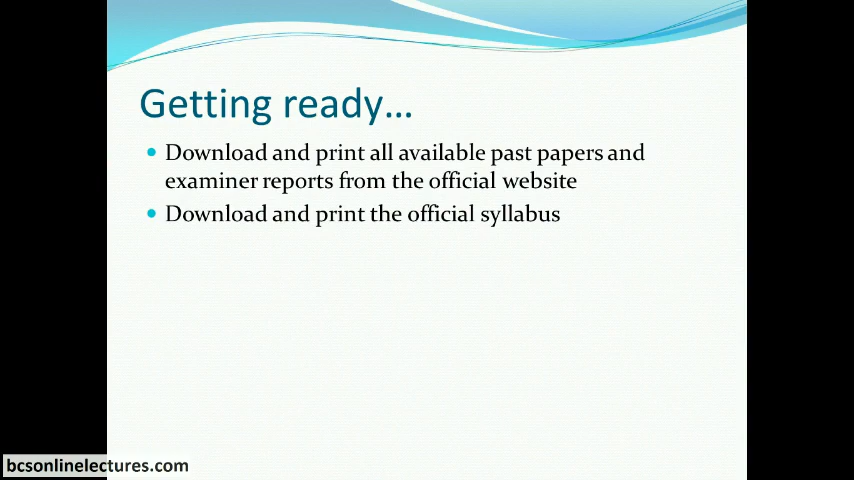 Getting ready...
Download and print all available past papers and
examiner reports from the official website
Download and print the official syllabus
bcsonlinelectures.com